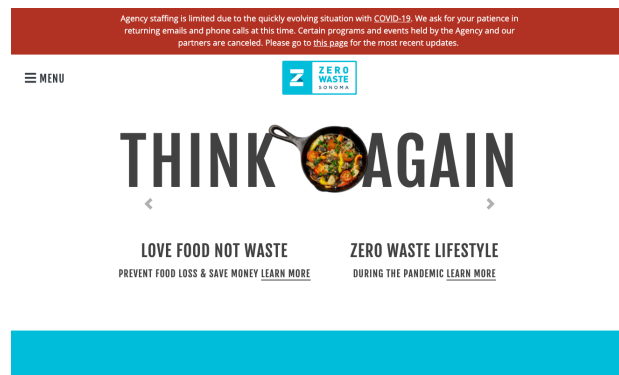 Agency staffing is limited due to the quickly evolving situation with COVID-19. We ask for your patience in
returning emails and phone calls at this time. Certain programs and events held by the Agency and our
partners are canceled. Please go to this page for the most recent updates.
MENU
ZERO
WASTE
SONOMA
THINK AGAIN
LOVE FOOD NOT WASTE
PREVENT FOOD LOSS & SAVE MONEY LEARN MORE
ZERO WASTE LIFESTYLE
DURING THE PANDEMIC LEARN MORE